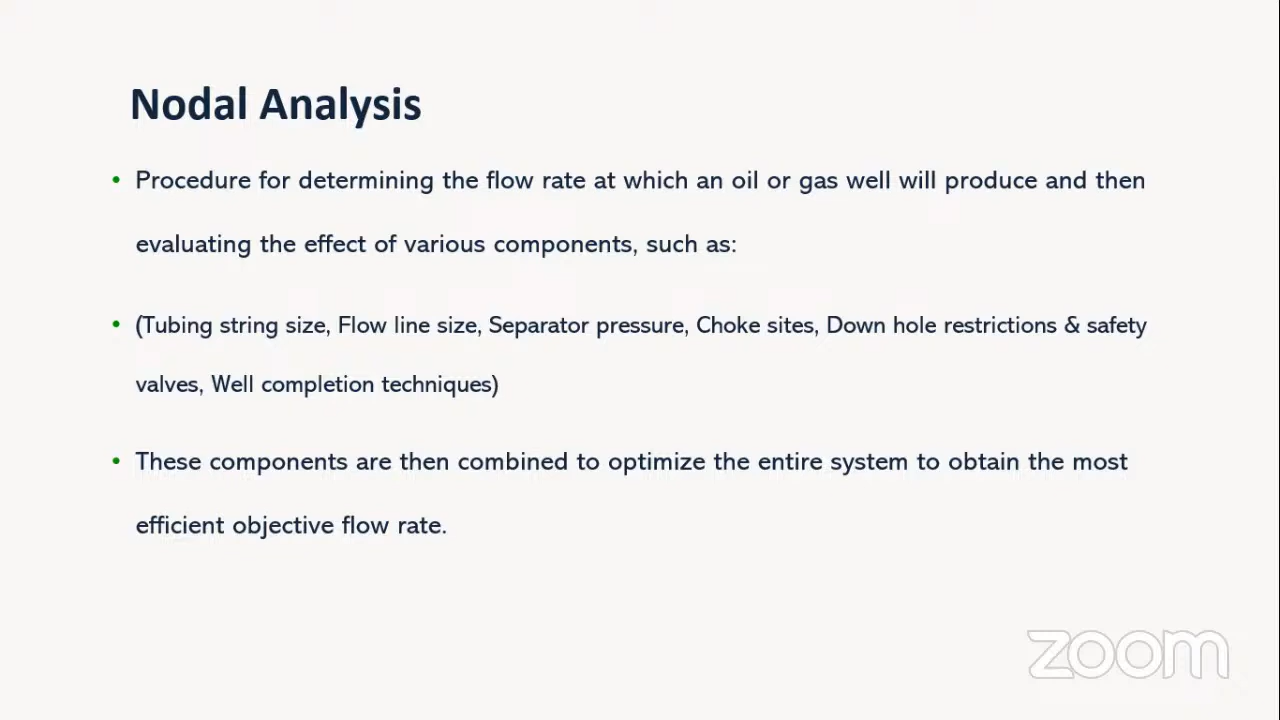 Nodal Analysis
• Procedure for determining the flow rate at which an oil or gas well will produce and then
evaluating the effect of various components, such as:
• (Tubing string size, Flow line size, Separator pressure, Choke sites, Down hole restrictions & safety
valves, Well completion techniques)
• These components are then combined to optimize the entire system to obtain the most
efficient objective flow rate.
zoom